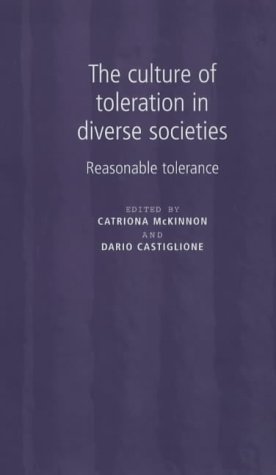 The culture of
toleration in
diverse societies
Reasonable tolerance
EDITED BY
CATRIONA McKINNON
AND
DARIO CASTIGLIONE